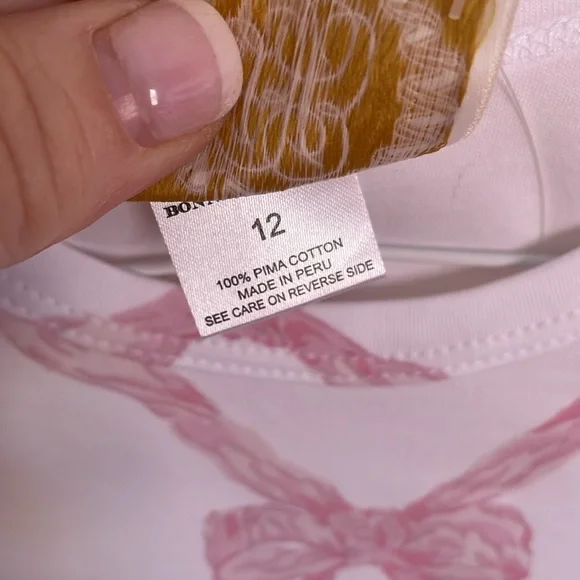 12
100% PIMA COTTON
MADE IN PERU
SEE CARE ON REVERSE SIDE